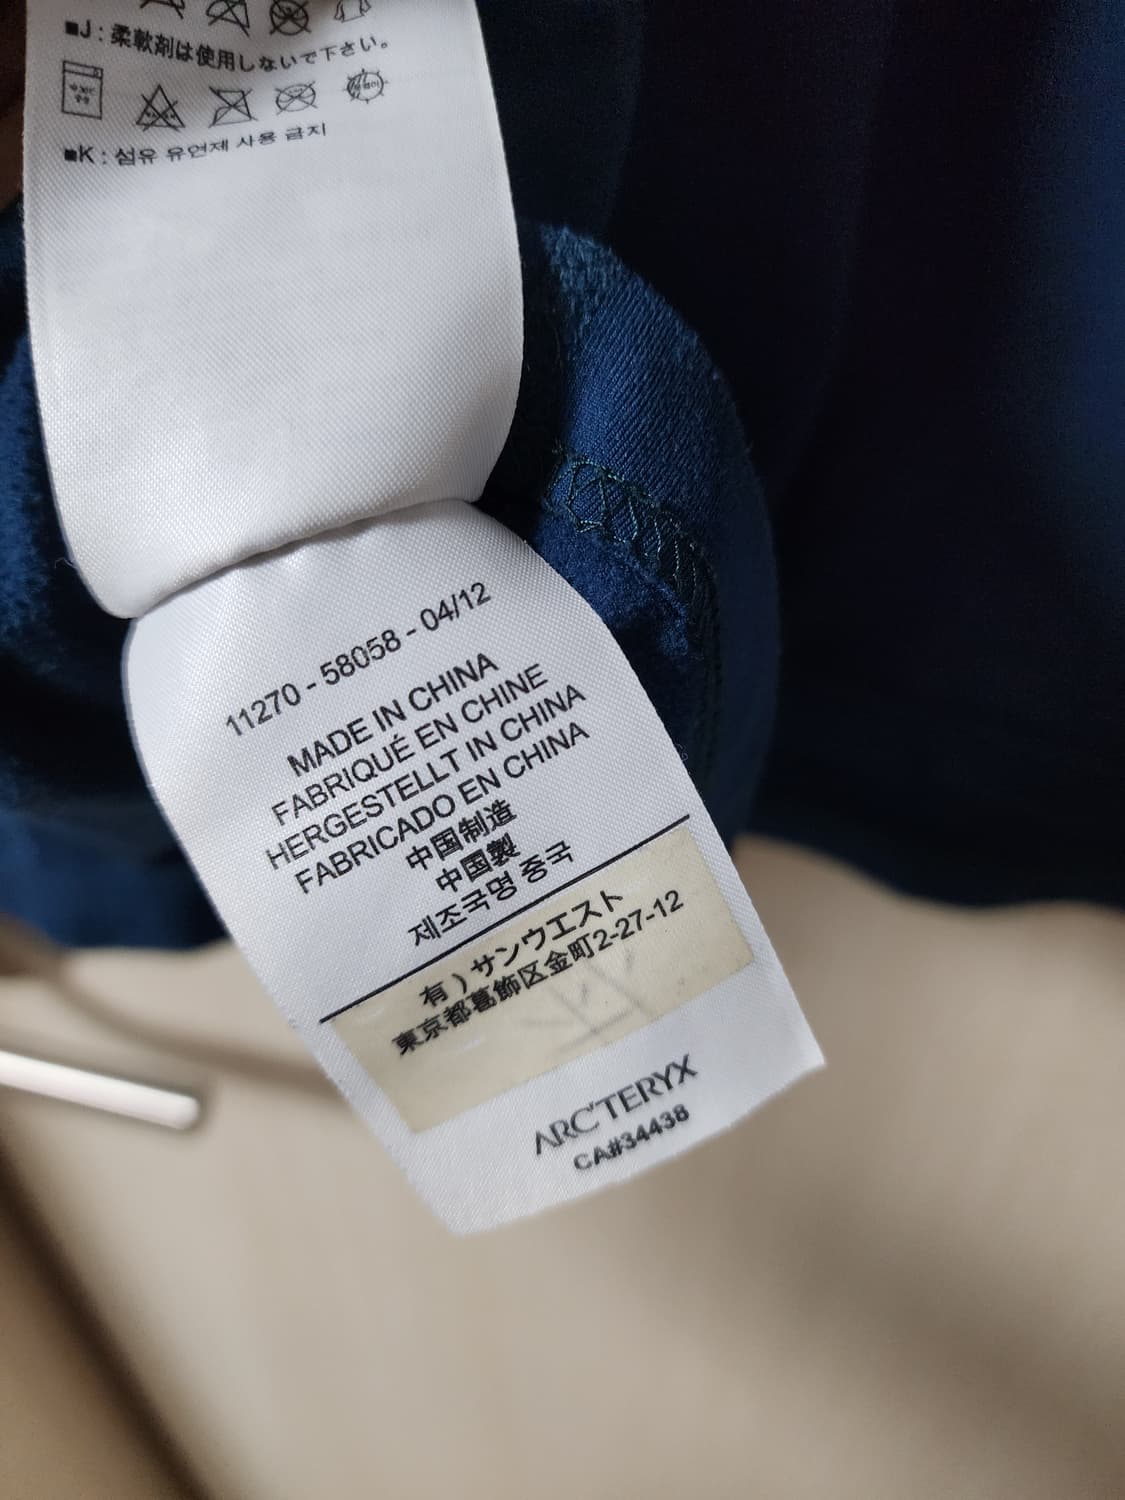 ■J : 柔軟剤は使用しないで下さい。
■K : 섬유 유연제 사용 금지
11270 - 58058 - 04/12
MADE IN CHINA
FABRIQUÉ EN CHINE
HERGESTELLT IN CHINA
FABRICADO EN CHINA
中国制造
中国製
제조국명 중국
有 ) サンウエスト
東京都葛飾区金町2-27-12
ARC'TERYX
CA#34438